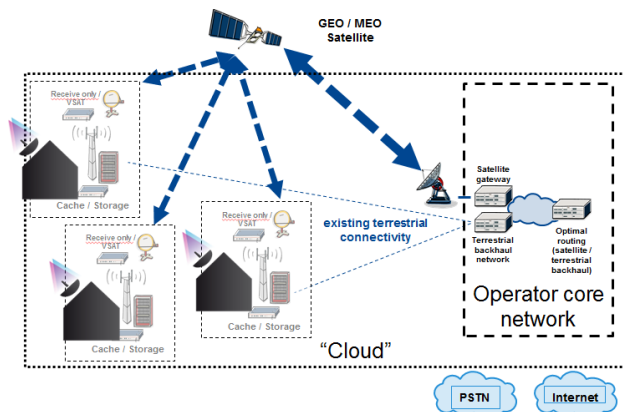 GEO / MEO
Satellite
Receive only /
VSAT
Cache / Storage
Receive only /
VSAT
Cache / Storage
Receive only /
VSAT
Cache / Storage
existing terrestrial
connectivity
Satellite
gateway
Terrestrial
backhaul
network
Optimal
routing
(satellite /
terrestrial
backhaul)
Operator core
network
“Cloud”
PSTN
Internet